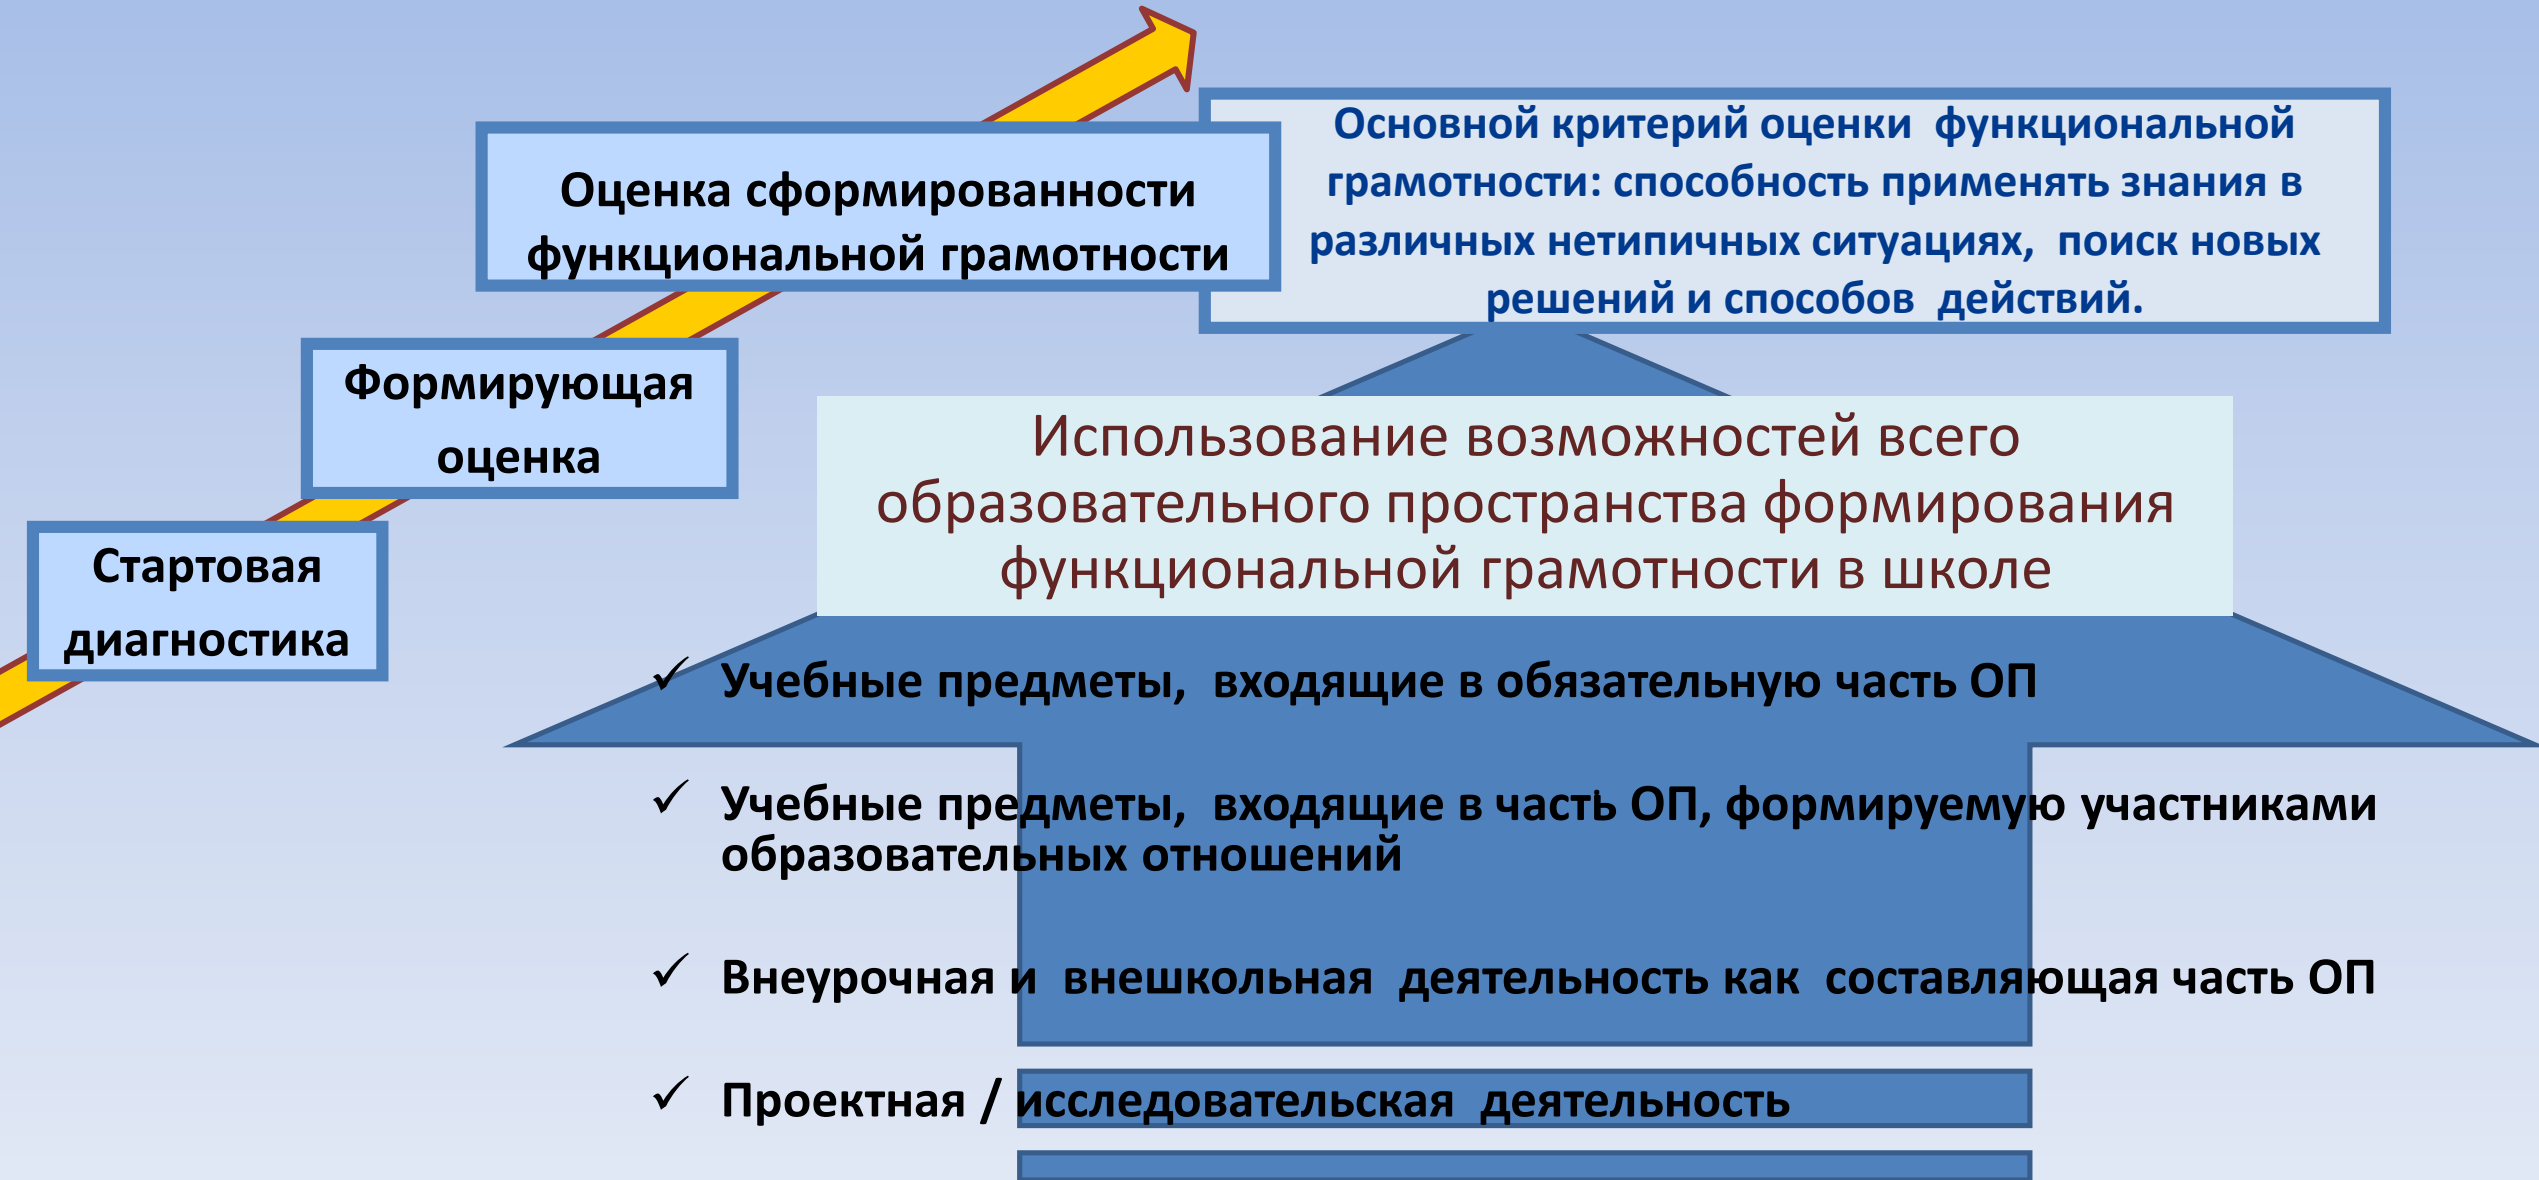 Основной критерий оценки функциональной
грамотности: способность применять знания в
различных нетипичных ситуациях, поиск новых
решений и способов действий.
Оценка сформированности
функциональной грамотности
Формирующая
оценка
Стартовая
диагностика
Использование возможностей всего
образовательного пространства формирования
функциональной грамотности в школе
✓ Учебные предметы, входящие в обязательную часть ОП
✓ Учебные предметы, входящие в часть ОП, формируемую участниками
образовательных отношений
✓ Внеурочная и внешкольная деятельность как составляющая часть ОП
✓ Проектная / исследовательская деятельность